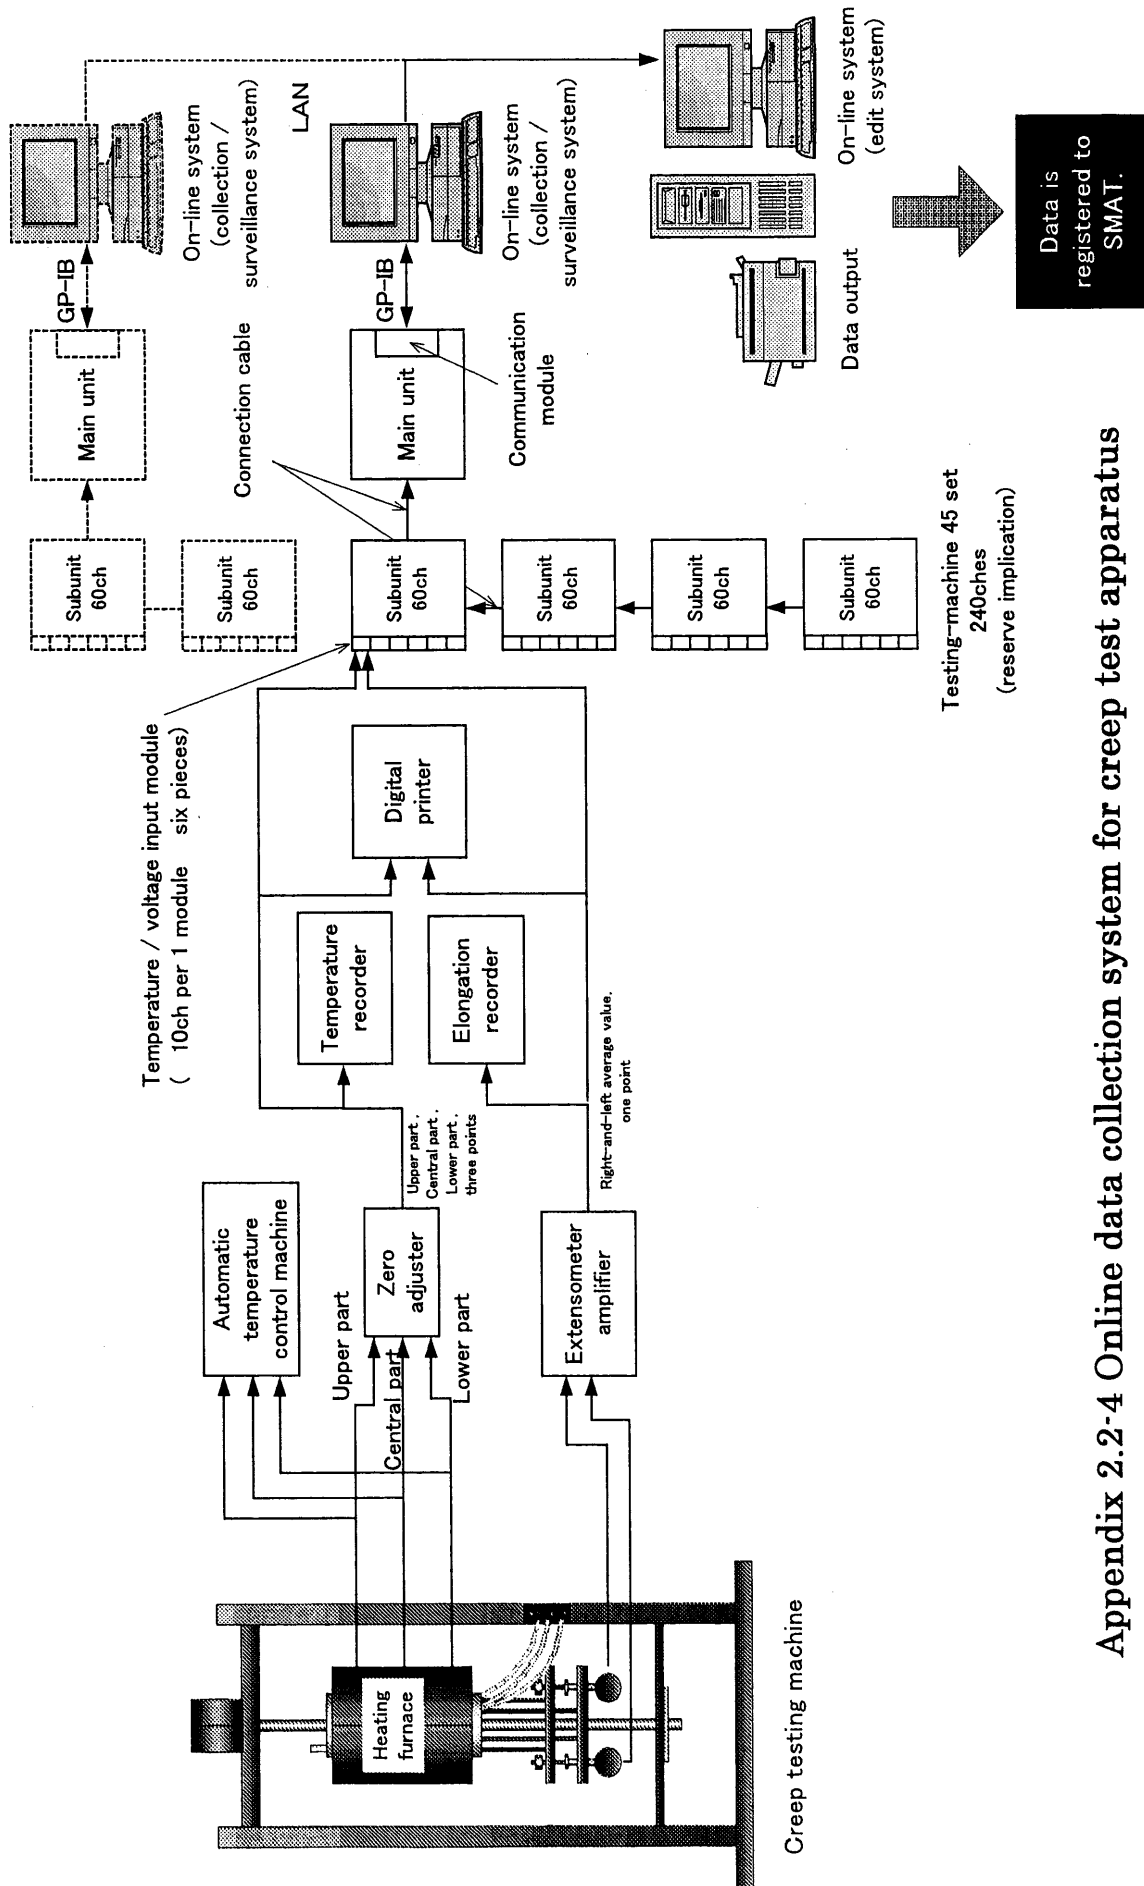 Creep testing machine
Heating
furnace
Automatic
temperature
control machine
Upper part
Central part
Lower part
Zero
adjuster
Extensometer
amplifier
Upper part .
Central part .
Lower part .
three points
Right-and-left average value.
one point
Temperature
recorder
Elongation
recorder
Digital
printer
Temperature / voltage input module
( 10ch per 1 module six pieces)
Subunit
60ch
Subunit
60ch
Subunit
60ch
Subunit
60ch
Subunit
60ch
Subunit
60ch
Testing-machine 45 set
240ches
(reserve implication)
Connection cable
Main unit
Main unit
Communication
module
GP-IB
GP-IB
On-line system
(collection /
surveillance system)
LAN
On-line system
(collection /
surveillance system)
Data output
On-line system
(edit system)
Data is
registered to
SMAT.
Appendix 2.2-4 Online data collection system for creep test apparatus